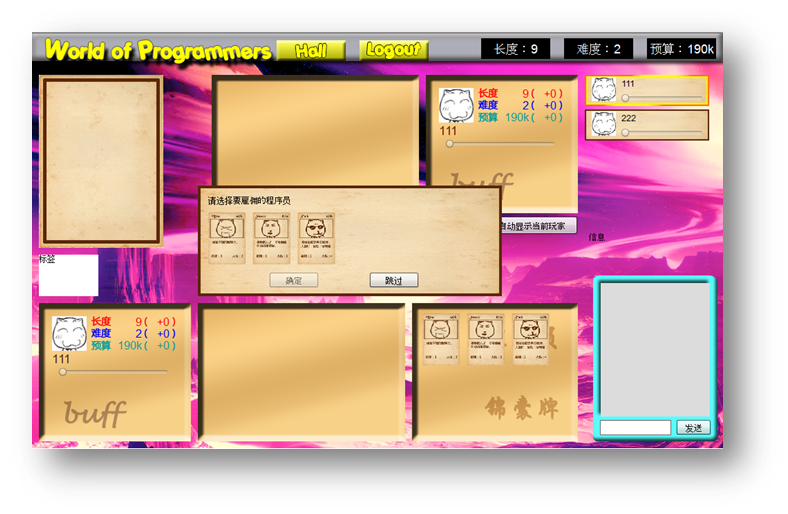 World of Programmers
Hall
Logout
长度：9
难度：2
预算：190k
长度 9( +0)
难度 2( +0)
预算 190k( +0)
111
buff
111
222
请选择要雇佣的程序员
确定
跳过
自动显示当前玩家
信息
标签
长度 9( +0)
难度 2( +0)
预算 190k( +0)
111
buff
锦囊牌
发送